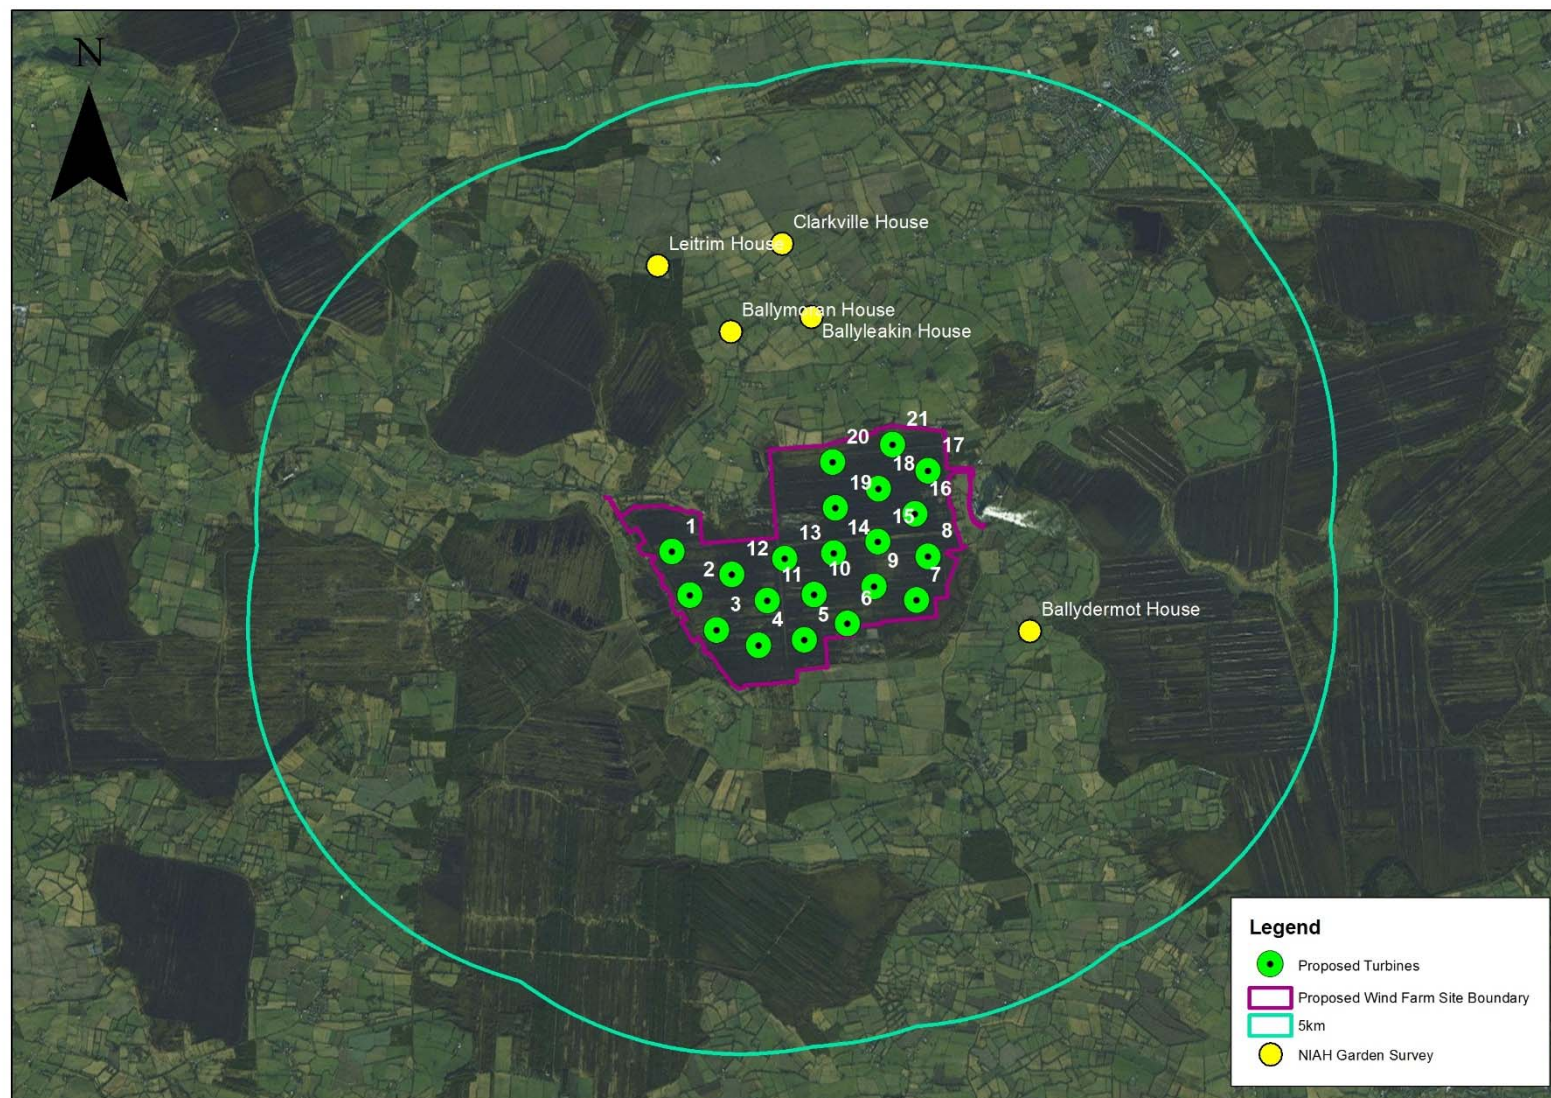 N
Clarkville House
Leitrim House
Ballymoran House
Ballyleakin House
21
20
17
18
19
16
1
15
8
14
13
12
9
10
11
2
7
6
3
5
4
Ballydermot House
Legend
Proposed Turbines
Proposed Wind Farm Site Boundary
5km
NIAH Garden Survey